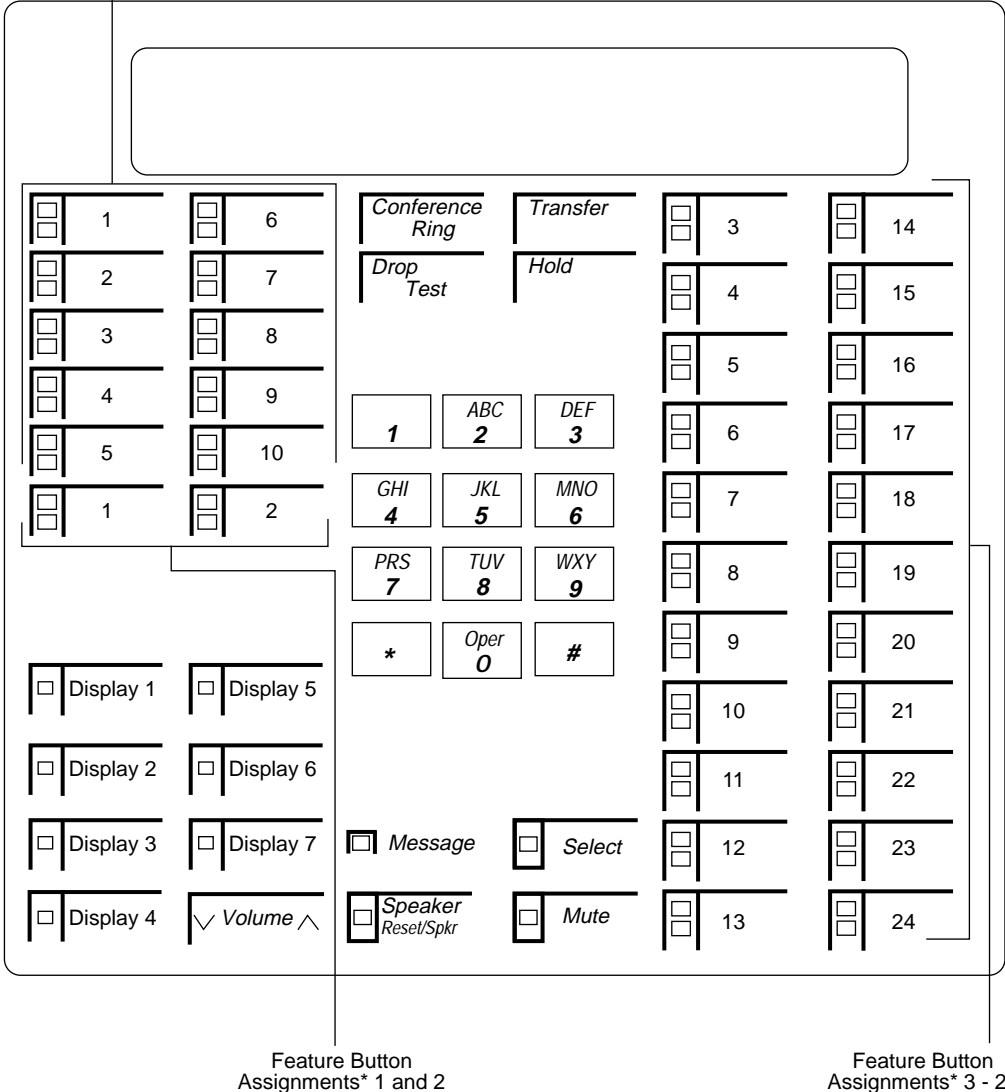 1
6
2
7
3
8
4
9
5
10
1
2
Conference
Ring
Transfer
Drop
Test
Hold
1
ABC
2
DEF
3
GHI
4
JKL
5
MNO
6
PRS
7
TUV
8
WXY
9
*
Oper
0
#
Display 1
Display 5
Display 2
Display 6
Display 3
Display 7
Display 4
Volume
Message
Select
Speaker
Reset/Spkr
Mute
3
14
4
15
5
16
6
17
7
18
8
19
9
20
10
21
11
22
12
23
13
24
Feature Button
Assignments* 1 and 2
Feature Button
Assignments* 3 - 2